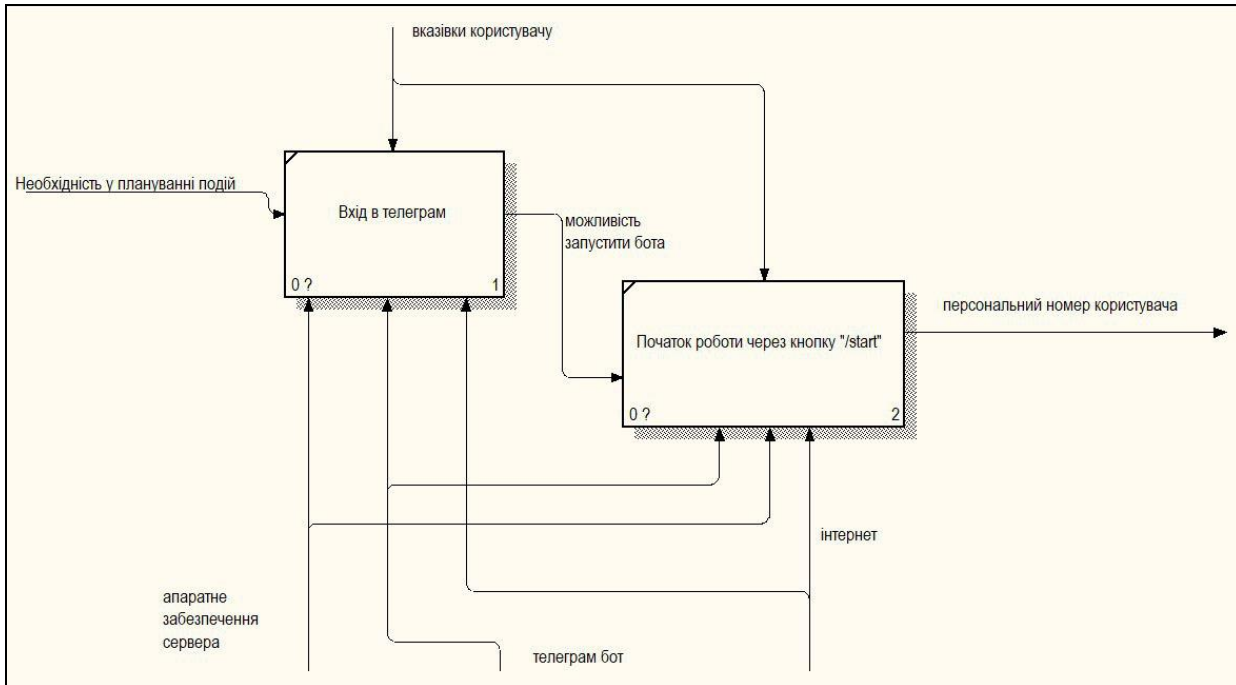 вказівки користувачу
Необхідність у плануванні подій
Вхід в телеграм
0 ?
1
можливість
запустити бота
персональний номер користувача
Початок роботи через кнопку "/start"
0 ?
2
інтернет
апаратне
забезпечення
сервера
телеграм бот